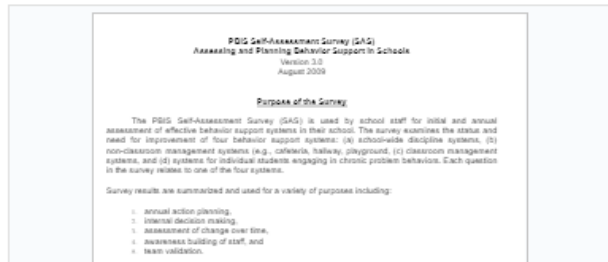 PBIS Self-Assessment Survey (SAS)
Assessing and Planning Behavior Support in Schools
Version 3.0
August 2009
Purpose of the Survey
The PBIS Self-Assessment Survey (SAS) is used by school staff for initial and annual
assessment of effective behavior support systems in their school. The survey examines the status and
need for improvement of four behavior support systems: (a) school-wide discipline systems, (b)
non-classroom management systems (e.g., cafeteria, hallway, playground, (c) classroom management
systems, and (d) systems for individual students engaging in chronic problem behaviors. Each question
in the survey relates to one of the four systems.
Survey results are summarized and used for a variety of purposes including:
1. annual action planning,
2. internal decision making,
3. assessment of change over time,
4. awareness building of staff, and
team validation.